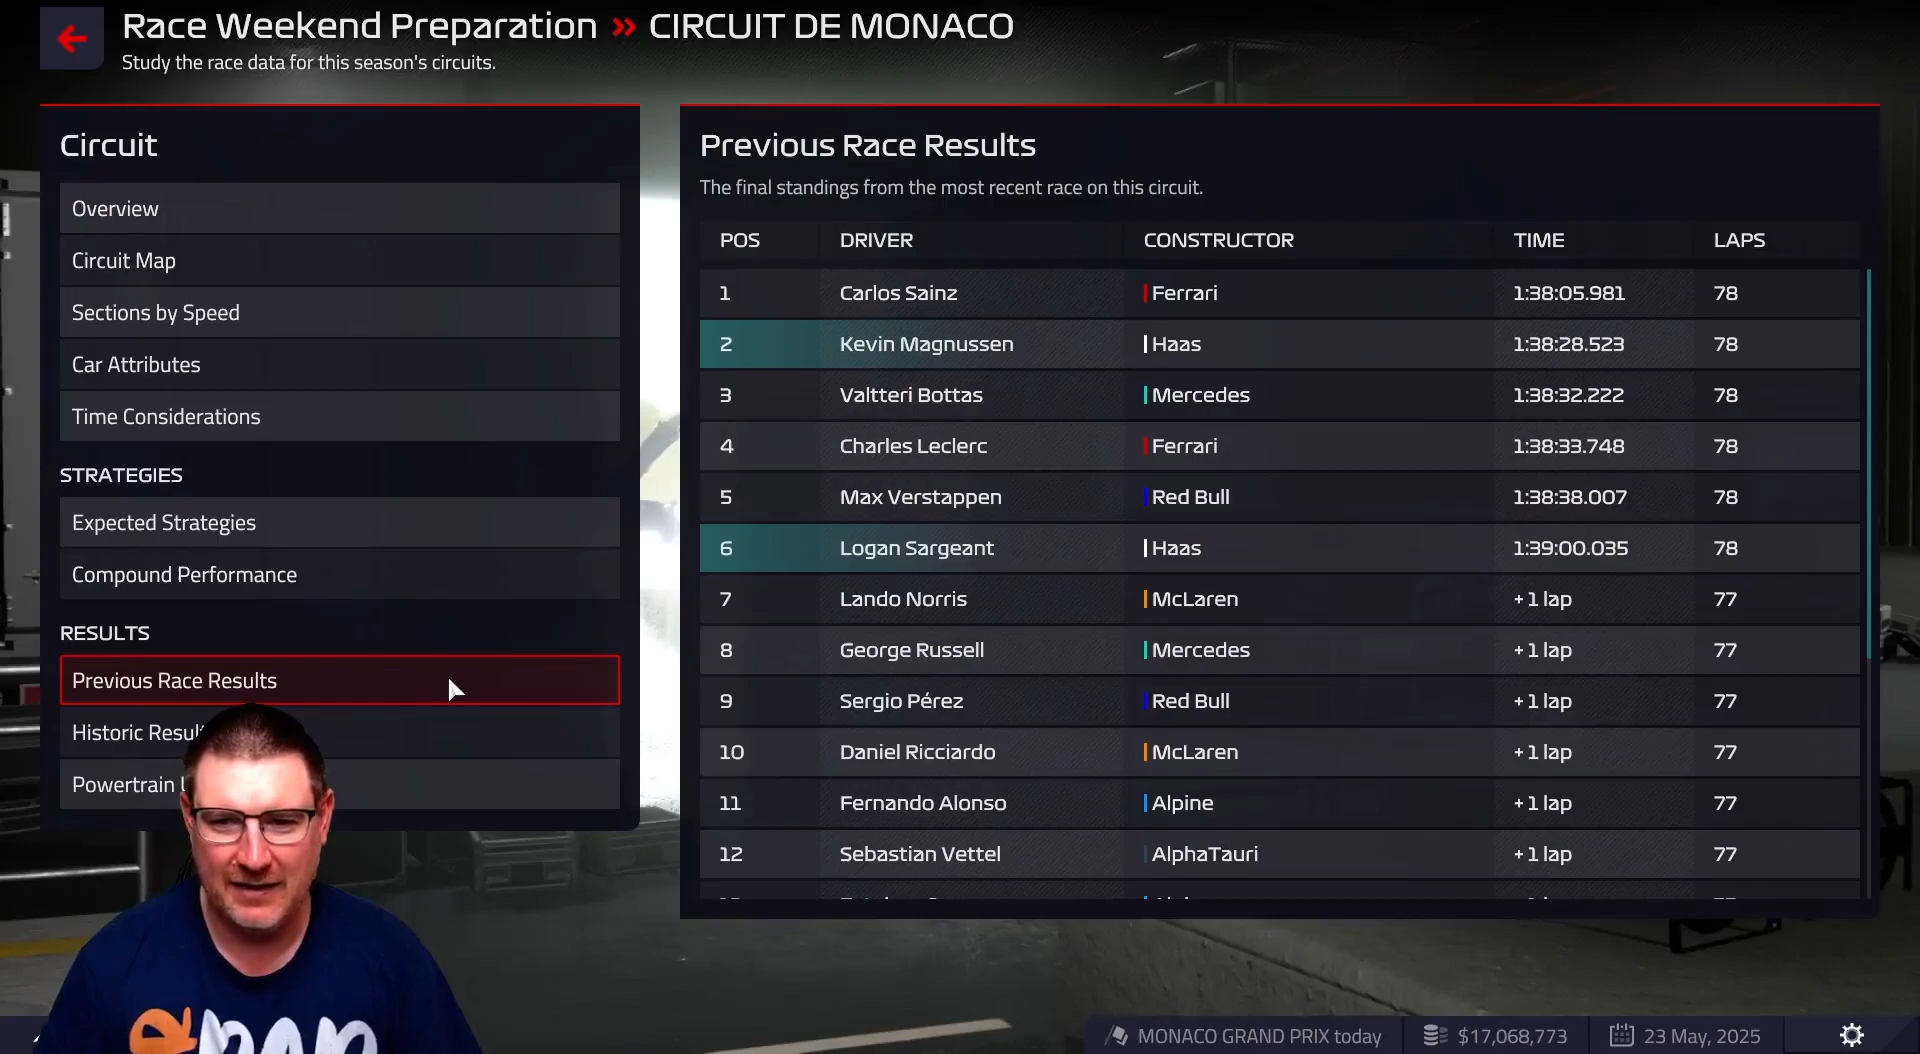 Race Weekend Preparation » CIRCUIT DE MONACO
Study the race data for this season's circuits.
Circuit
Overview
Circuit Map
Sections by Speed
Car Attributes
Time Considerations
STRATEGIES
Expected Strategies
Compound Performance
RESULTS
Previous Race Results
Historic
Powertrain
Previous Race Results
The final standings from the most recent race on this circuit.
POS DRIVER CONSTRUCTOR TIME LAPS
1 Carlos Sainz Ferrari 1:38:05.981 78
2 Kevin Magnussen Haas 1:38:28.523 78
3 Valtteri Bottas Mercedes 1:38:32.222 78
4 Charles Leclerc Ferrari 1:38:33.748 78
5 Max Verstappen Red Bull 1:38:38.007 78
6 Logan Sargeant Haas 1:39:00.035 78
7 Lando Norris McLaren +1 lap 77
8 George Russell Mercedes +1 lap 77
9 Sergio Pérez Red Bull +1 lap 77
10 Daniel Ricciardo McLaren +1 lap 77
11 Fernando Alonso Alpine +1 lap 77
12 Sebastian Vettel AlphaTauri +1 lap 77
MONACO GRAND PRIX today $17,068,773 23 May, 2025